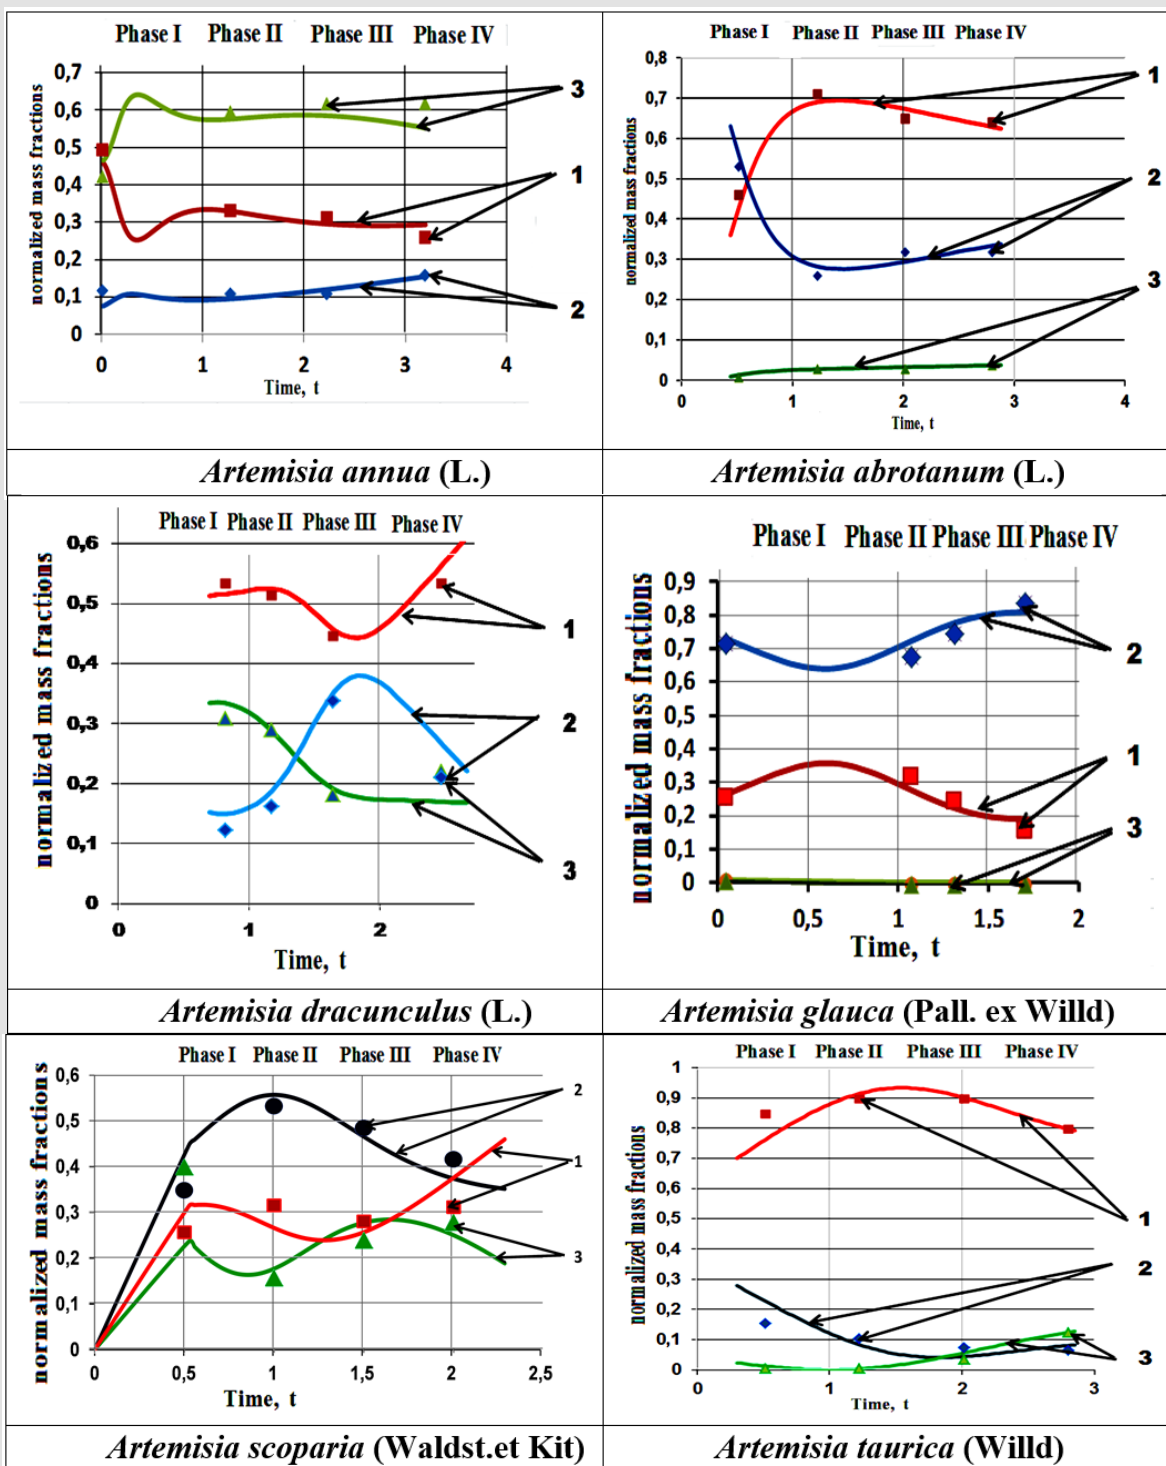 Phase I Phase II Phase III Phase IV
normalized mass fractions
0,7
0,6
0,5
0,4
0,3
0,2
0,1
0
0 1 2 3 4
Time, t
3
1
2
Artemisia annua (L.)
Phase I Phase II Phase III Phase IV
normalized mass fractions
0,8
0,7
0,6
0,5
0,4
0,3
0,2
0,1
0
0 1 2 3 4
Time, t
1
2
3
Artemisia abrotanum (L.)
Phase I Phase II Phase III Phase IV
normalized mass fractions
0,6
0,5
0,4
0,3
0,2
0,1
0
0 1 2
Time, t
1
2
3
Artemisia dracunculus (L.)
Phase I Phase II Phase III Phase IV
normalized mass fractions
0,9
0,8
0,7
0,6
0,5
0,4
0,3
0,2
0,1
0
0 0,5 1 1,5 2
Time, t
2
1
3
Artemisia glauca (Pall. ex Willd)
Phase I Phase II Phase III Phase IV
normalized mass fractions
0,6
0,5
0,4
0,3
0,2
0,1
0
0 0,5 1 1,5 2 2,5
Time, t
2
1
3
Artemisia scoparia (Waldst.et Kit)
Phase I Phase II Phase III Phase IV
normalized mass fractions
1
0,9
0,8
0,7
0,6
0,5
0,4
0,3
0,2
0,1
0
0 1 2 3
Time, t
1
2
3
Artemisia taurica (Willd)